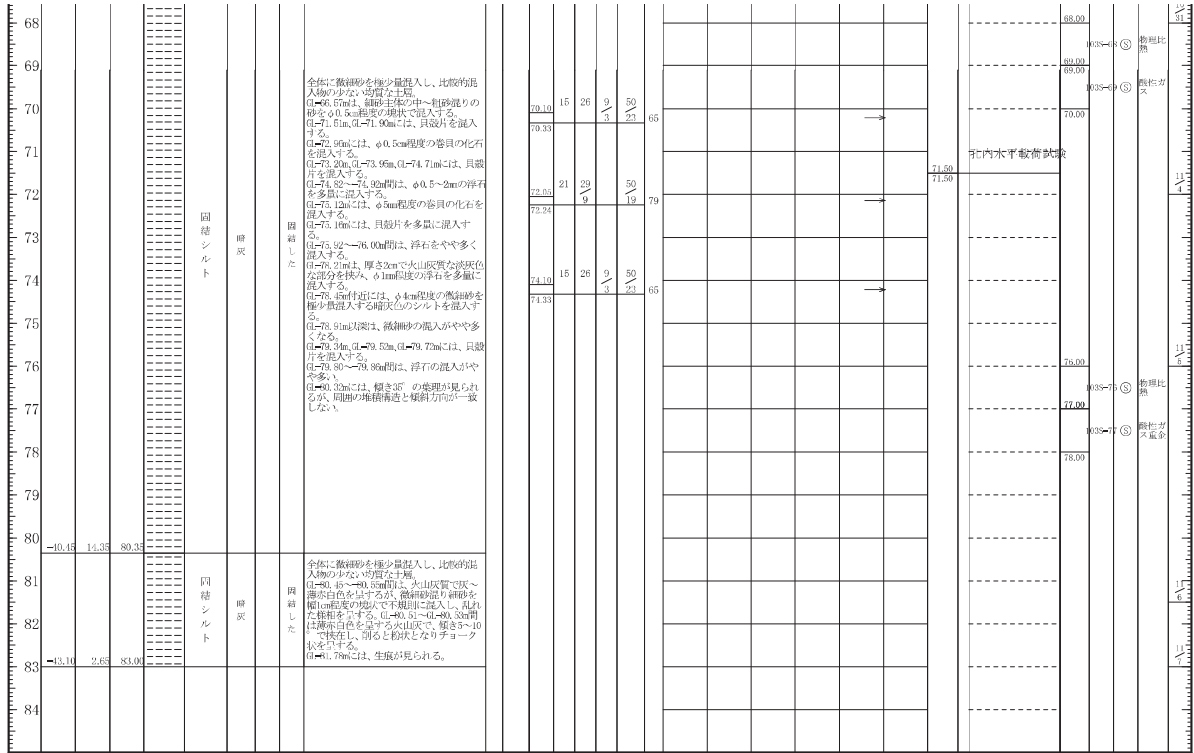 68
69
70
71
72
73
74
75
76
77
78
79
80
81
82
83
84
-40.45 14.35 80.35
-43.10 2.65 83.00
固結シルト
暗灰
固結した
全体に微細砂を極少量混入し、比較的混
入物の少ない均質な土層。
GL-66.57mは、細砂主体の中～粗砂混りの
砂をφ0.5cm程度の塊状で混入する。
GL-71.51m,GL-71.90mには、貝殻片を混入
する。
GL-72.96mには、φ0.5cm程度の巻貝の化石
を混入する。
GL-73.20m,GL-73.95m,GL-74.71mには、貝殻
片を混入する。
GL-74.82～-74.92m間は、φ0.5～2mmの浮石
を多量に混入する。
GL-75.12mには、φ5mm程度の巻貝の化石を
混入する。
GL-75.16mには、貝殻片を多量に混入す
る。
GL-75.92～-76.00m間は、浮石をやや多く
混入する。
GL-78.21mは、厚さ2cmで火山灰質な淡灰色
な部分を挟み、φ1mm程度の浮石を多量に
混入する。
GL-78.45m付近には、φ4cm程度の微細砂を
極少量混入する暗灰色のシルトを混入す
る。
GL-78.91m以深は、微細砂の混入がやや多
くなる。
GL-79.34m,GL-79.52m,GL-79.72mには、貝殻
片を混入する。
GL-79.80～-79.86m間は、浮石の混入がや
や多い。
GL-80.32mには、傾き35°の葉理が見られ
るが、周囲の堆積構造と傾斜方向が一致
しない。
固結シルト
暗灰
固結した
全体に微細砂を極少量混入し、比較的混
入物の少ない均質な土層。
GL-80.45～-80.55m間は、火山灰質で灰～
薄赤白色を呈するが、微細砂混り細砂を
幅1cm程度の塊状で不規則に混入し、乱れ
た様相を呈する。GL-80.51～GL-80.53m間
は薄赤白色を呈する火山灰で、傾き5～10
°で挟在し、削ると粉状となりチョーク
状を呈する。
GL-81.78mには、生痕が見られる。
70.10 15 26 9/3 50/23 65
70.33
72.05 21 29/9 50/19 79
72.24
74.10 15 26 9/3 50/23 65
74.33
71.50
71.50
孔内水平載荷試験
68.00
103S-68 Ⓢ 物理比
熱
69.00
69.00
103S-69 Ⓢ 酸性ガ
ス
70.00
76.00
103S-76 Ⓢ 物理比
熱
77.00
77.00
103S-77 Ⓢ 酸性ガ
ス重金
78.00
10/31
11/4
11/5
11/6
11/7